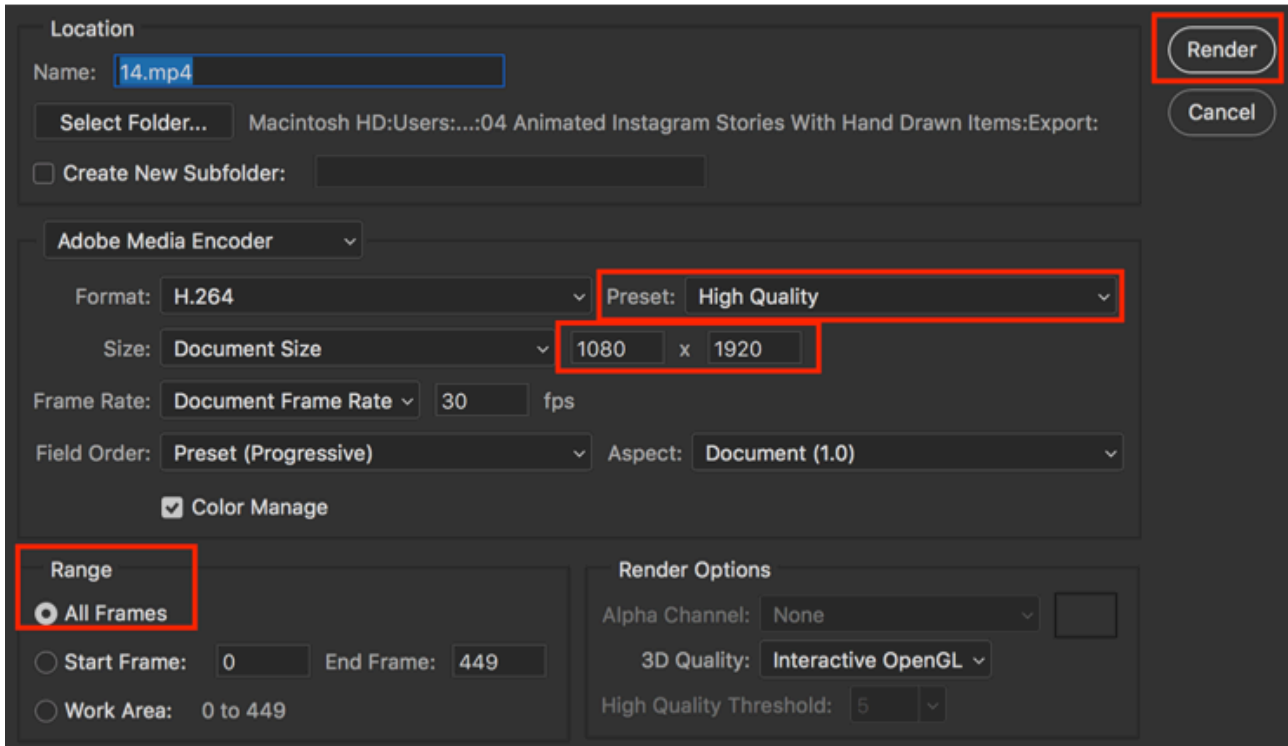 Location
Render
Name: 14.mp4
Select Folder... Macintosh HD:Users:...:04 Animated Instagram Stories With Hand Drawn Items:Export:
Cancel
Create New Subfolder:
Adobe Media Encoder
Format: H.264 Preset: High Quality
Size: Document Size 1080 x 1920
Frame Rate: Document Frame Rate 30 fps
Field Order: Preset (Progressive) Aspect: Document (1.0)
Color Manage
Range
All Frames
Start Frame: 0 End Frame: 449
Work Area: 0 to 449
Render Options
Alpha Channel: None
3D Quality: Interactive OpenGL
High Quality Threshold: 5